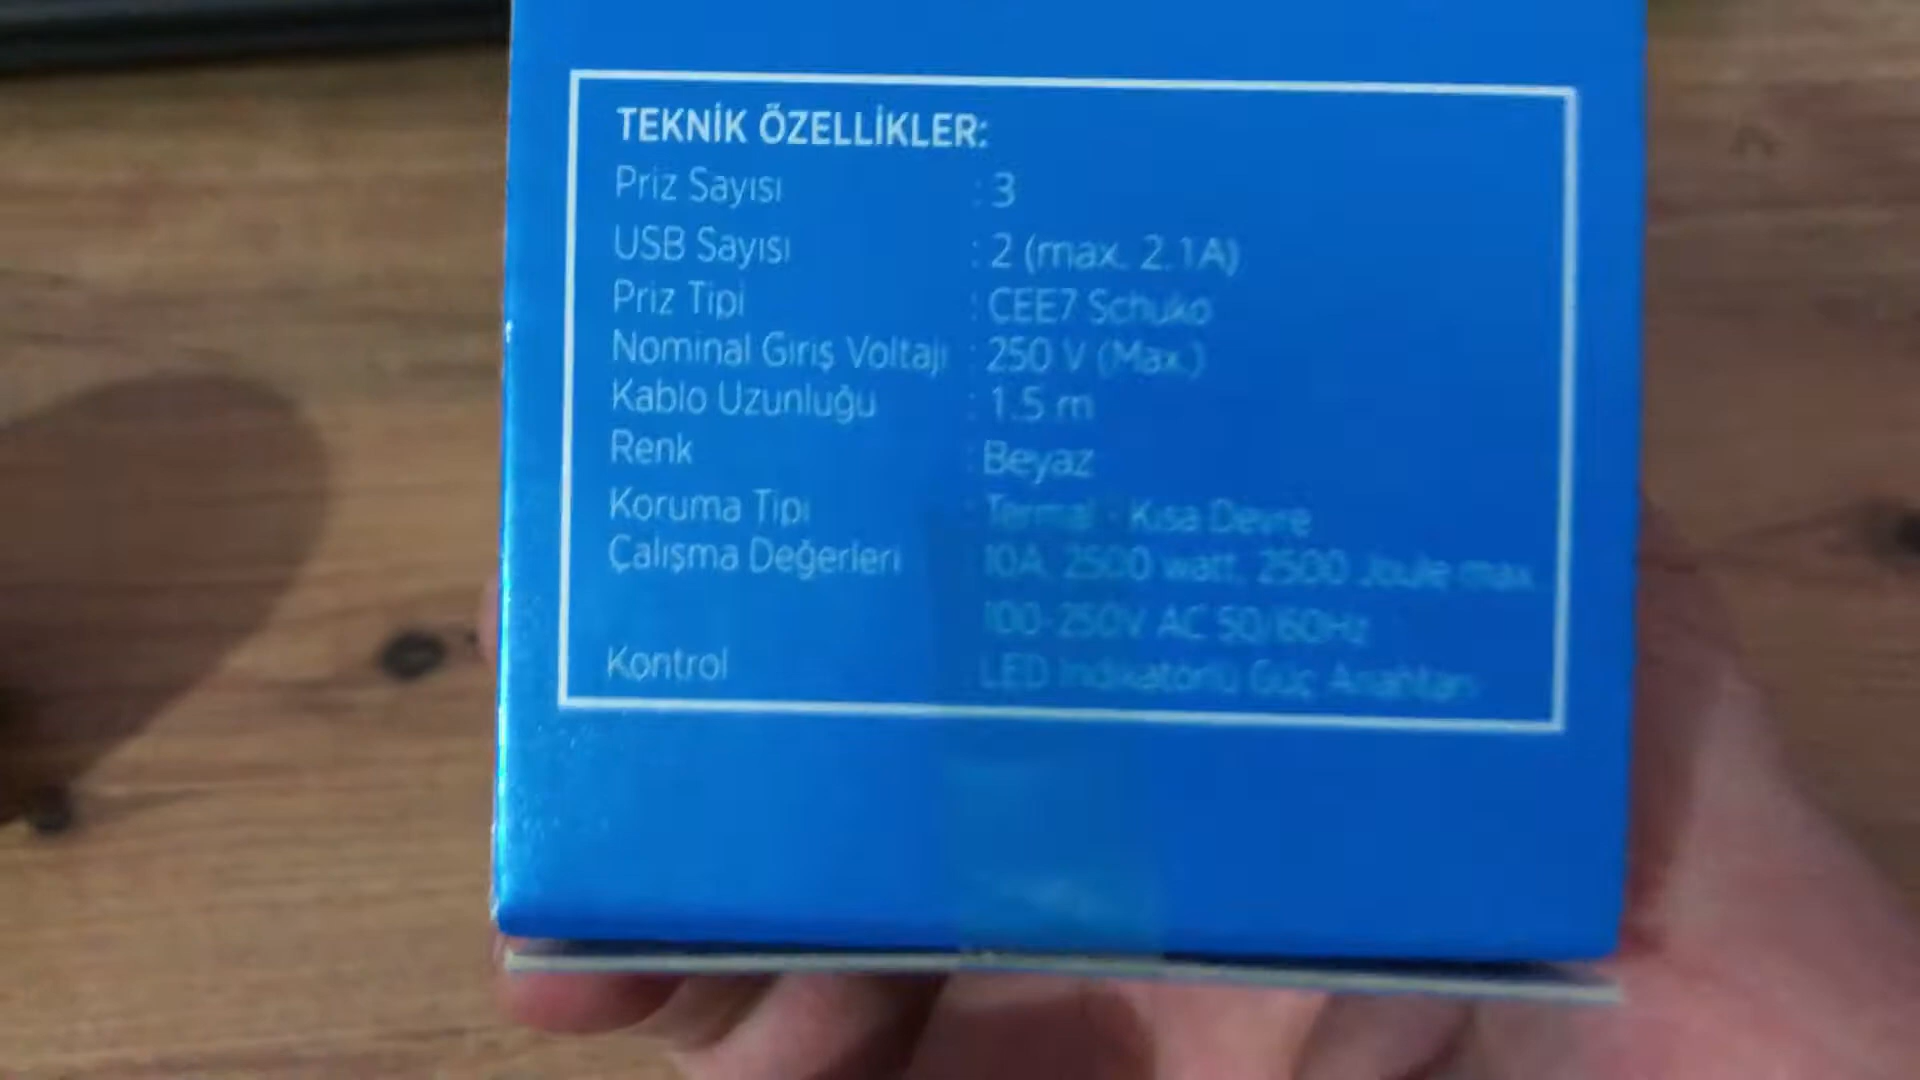 TEKNİK ÖZELLİKLER:
Priz Sayısı : 3
USB Sayısı : 2 (max. 2.1A)
Priz Tipi : CEE7 Schuko
Nominal Giriş Voltajı : 250 V (Max.)
Kablo Uzunluğu : 1.5 m
Renk : Beyaz
Koruma Tipi : Termal - Kısa Devre
Çalışma Değerleri 10A, 2500 watt, 2500 Joule max.
100-250V AC 50/60Hz
Kontrol LED İndikatörlü Güç Anahtarı